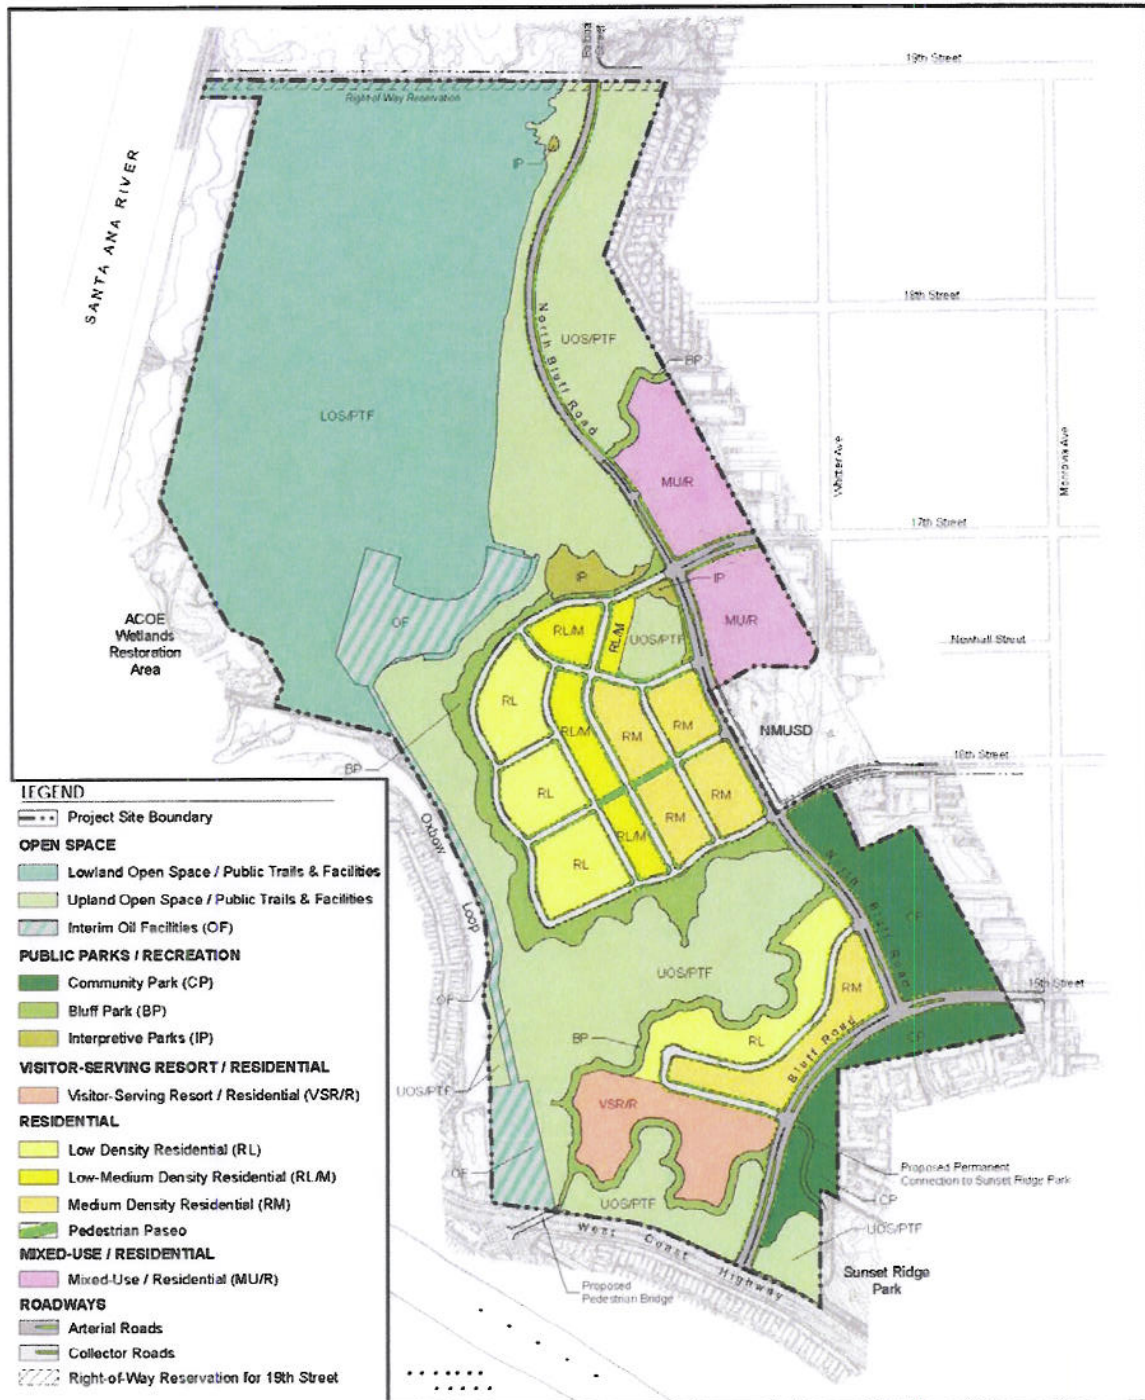 Balboa
Street
19th Street
Right-of Way Reservation
IP
SANTA ANA RIVER
18th Street
North Bluff Road
UOS/PTF
BP
LOS/PTF
MU/R
Whittier Ave
Monrovia Ave
17th Street
IP
IP
OF
RL/M
RL/M
UOS/PTF
MU/R
ACOE
Wetlands
Restoration
Area
Newhall Street
RL
RL/M
RM
RM
NMUSD
16th Street
BP
RL
RM
RM
RL/M
RL
Oxbow
Loop
North Bluff Road
CP
UOS/PTF
RM
15th Street
OF
BP
RL
Bluff Road
CP
UOS/PTF
VSR/R
OF
Proposed Permanent
Connection to Sunset Ridge Park
CP
UOS/PTF
UOS/PTF
West Coast Highway
Sunset Ridge
Park
Proposed
Pedestrian Bridge
LEGEND
Project Site Boundary
OPEN SPACE
Lowland Open Space / Public Trails & Facilities
Upland Open Space / Public Trails & Facilities
Interim Oil Facilities (OF)
PUBLIC PARKS / RECREATION
Community Park (CP)
Bluff Park (BP)
Interpretive Parks (IP)
VISITOR-SERVING RESORT / RESIDENTIAL
Visitor-Serving Resort / Residential (VSR/R)
RESIDENTIAL
Low Density Residential (RL)
Low-Medium Density Residential (RL/M)
Medium Density Residential (RM)
Pedestrian Paseo
MIXED-USE / RESIDENTIAL
Mixed-Use / Residential (MU/R)
ROADWAYS
Arterial Roads
Collector Roads
Right-of-Way Reservation for 19th Street